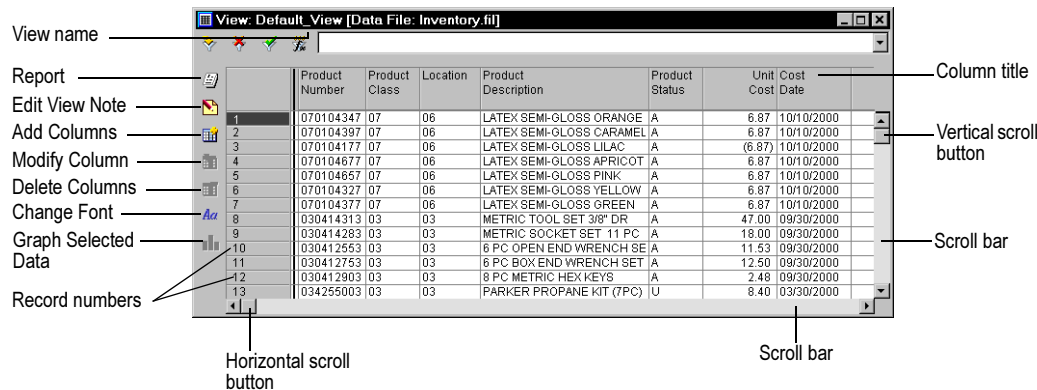 View: Default_View [Data File: Inventory.fil]
View name
fx
Report
Edit View Note
Add Columns
Modify Column
Delete Columns
Change Font
Aa
Graph Selected
Data
Record numbers
Product Number Product Class Location Product Description Product Status Unit Cost Cost Date
1 070104347 07 06 LATEX SEMI-GLOSS ORANGE A 6.87 10/10/2000
2 070104397 07 06 LATEX SEMI-GLOSS CARAMEL A 6.87 10/10/2000
3 070104177 07 06 LATEX SEMI-GLOSS LILAC A (6.87) 10/10/2000
4 070104677 07 06 LATEX SEMI-GLOSS APRICOT A 6.87 10/10/2000
5 070104657 07 06 LATEX SEMI-GLOSS PINK A 6.87 10/10/2000
6 070104327 07 06 LATEX SEMI-GLOSS YELLOW A 6.87 10/10/2000
7 070104377 07 06 LATEX SEMI-GLOSS GREEN A 6.87 10/10/2000
8 030414313 03 03 METRIC TOOL SET 3/8" DR A 47.00 09/30/2000
9 030414283 03 03 METRIC SOCKET SET 11 PC A 18.00 09/30/2000
10 030412553 03 03 6 PC OPEN END WRENCH SE A 11.53 09/30/2000
11 030412753 03 03 6 PC BOX END WRENCH SET A 12.50 09/30/2000
12 030412903 03 03 8 PC METRIC HEX KEYS A 2.48 09/30/2000
13 034255003 03 03 PARKER PROPANE KIT (7PC) U 8.40 03/30/2000
Column title
Vertical scroll
button
Scroll bar
Horizontal scroll
button
Scroll bar